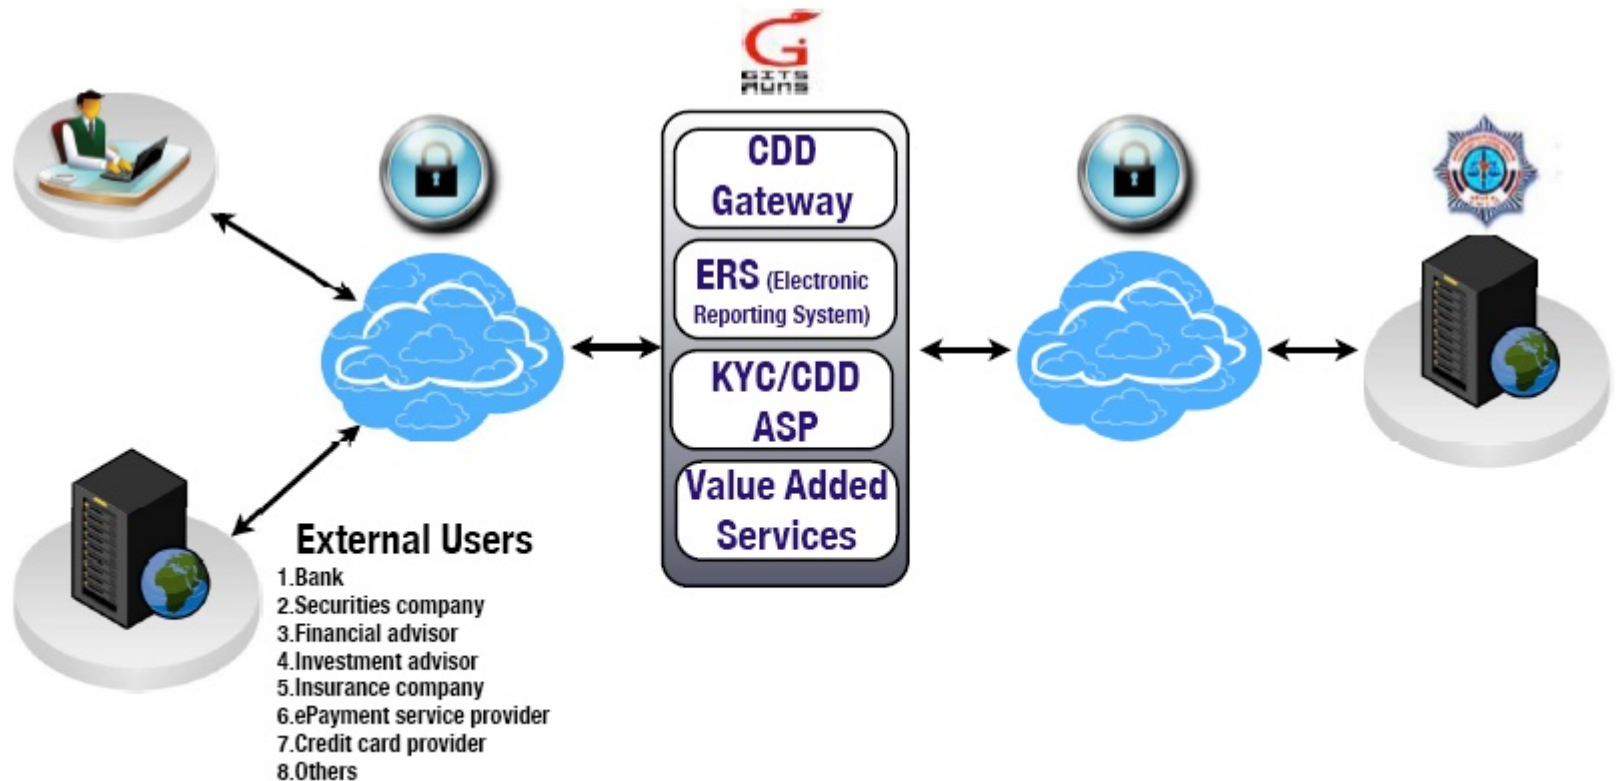 GITS
CDD
Gateway
ERS (Electronic
Reporting System)
KYC/CDD
ASP
Value Added
Services
External Users
1.Bank
2.Securities company
3.Financial advisor
4.Investment advisor
5.Insurance company
6.ePayment service provider
7.Credit card provider
8.Others